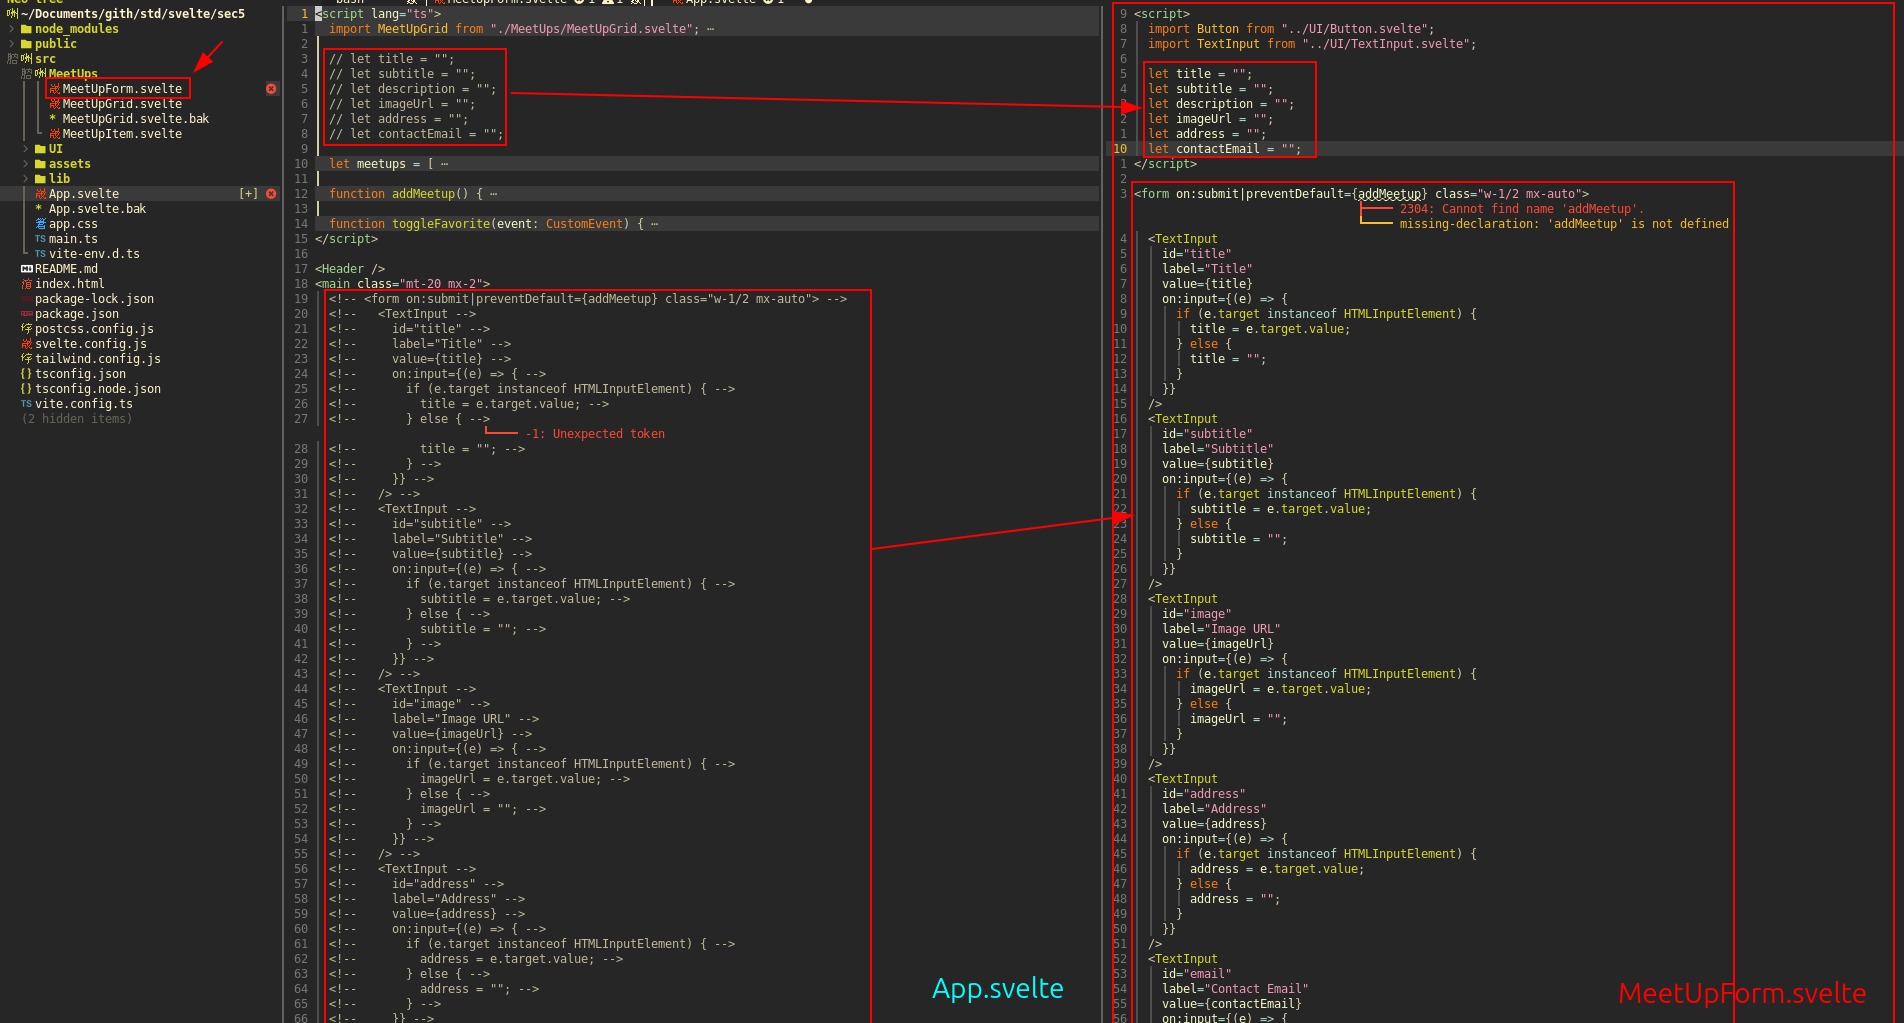 ~/Documents/gith/std/svelte/sec5
node_modules
public
src
MeetUps
MeetUpForm.svelte
MeetUpGrid.svelte
* MeetUpGrid.svelte.bak
MeetUpItem.svelte
UI
assets
lib
App.svelte [+]
* App.svelte.bak
app.css
TS main.ts
TS vite-env.d.ts
README.md
index.html
package-lock.json
package.json
postcss.config.js
svelte.config.js
tailwind.config.js
{} tsconfig.json
{} tsconfig.node.json
TS vite.config.ts
(2 hidden items)
1 <script lang="ts">
1 import MeetUpGrid from "./MeetUps/MeetUpGrid.svelte"; ⋯
2
3 // let title = "";
4 // let subtitle = "";
5 // let description = "";
6 // let imageUrl = "";
7 // let address = "";
8 // let contactEmail = "";
9
10 let meetups = [ ⋯
11
12 function addMeetup() { ⋯
13
14 function toggleFavorite(event: CustomEvent) { ⋯
15 </script>
16
17 <Header />
18 <main class="mt-20 mx-2">
19 <!-- <form on:submit|preventDefault={addMeetup} class="w-1/2 mx-auto"> -->
20 <!-- <TextInput -->
21 <!-- id="title" -->
22 <!-- label="Title" -->
23 <!-- value={title} -->
24 <!-- on:input={(e) => { -->
25 <!-- if (e.target instanceof HTMLInputElement) { -->
26 <!-- title = e.target.value; -->
27 <!-- } else { -->
-1: Unexpected token
28 <!-- title = ""; -->
29 <!-- } -->
30 <!-- }} -->
31 <!-- /> -->
32 <!-- <TextInput -->
33 <!-- id="subtitle" -->
34 <!-- label="Subtitle" -->
35 <!-- value={subtitle} -->
36 <!-- on:input={(e) => { -->
37 <!-- if (e.target instanceof HTMLInputElement) { -->
38 <!-- subtitle = e.target.value; -->
39 <!-- } else { -->
40 <!-- subtitle = ""; -->
41 <!-- } -->
42 <!-- }} -->
43 <!-- /> -->
44 <!-- <TextInput -->
45 <!-- id="image" -->
46 <!-- label="Image URL" -->
47 <!-- value={imageUrl} -->
48 <!-- on:input={(e) => { -->
49 <!-- if (e.target instanceof HTMLInputElement) { -->
50 <!-- imageUrl = e.target.value; -->
51 <!-- } else { -->
52 <!-- imageUrl = ""; -->
53 <!-- } -->
54 <!-- }} -->
55 <!-- /> -->
56 <!-- <TextInput -->
57 <!-- id="address" -->
58 <!-- label="Address" -->
59 <!-- value={address} -->
60 <!-- on:input={(e) => { -->
61 <!-- if (e.target instanceof HTMLInputElement) { -->
62 <!-- address = e.target.value; -->
63 <!-- } else { -->
64 <!-- address = ""; -->
65 <!-- } -->
66 <!-- }} -->
App.svelte
9 <script>
8 import Button from "../UI/Button.svelte";
7 import TextInput from "../UI/TextInput.svelte";
6
5 let title = "";
4 let subtitle = "";
let description = "";
2 let imageUrl = "";
1 let address = "";
10 let contactEmail = "";
1 </script>
2
3 <form on:submit|preventDefault={addMeetup} class="w-1/2 mx-auto">
2304: Cannot find name 'addMeetup'.
missing-declaration: 'addMeetup' is not defined
4 <TextInput
5 id="title"
6 label="Title"
7 value={title}
8 on:input={(e) => {
9 if (e.target instanceof HTMLInputElement) {
10 title = e.target.value;
11 } else {
12 title = "";
13 }
14 }}
15 />
16 <TextInput
17 id="subtitle"
18 label="Subtitle"
19 value={subtitle}
20 on:input={(e) => {
21 if (e.target instanceof HTMLInputElement) {
22 subtitle = e.target.value;
23 } else {
24 subtitle = "";
25 }
26 }}
27 />
28 <TextInput
29 id="image"
30 label="Image URL"
31 value={imageUrl}
32 on:input={(e) => {
33 if (e.target instanceof HTMLInputElement) {
34 imageUrl = e.target.value;
35 } else {
36 imageUrl = "";
37 }
38 }}
39 />
40 <TextInput
41 id="address"
42 label="Address"
43 value={address}
44 on:input={(e) => {
45 if (e.target instanceof HTMLInputElement) {
46 address = e.target.value;
47 } else {
48 address = "";
49 }
50 }}
51 />
52 <TextInput
53 id="email"
54 label="Contact Email"
55 value={contactEmail}
56 on:input={(e) => {
MeetUpForm.svelte